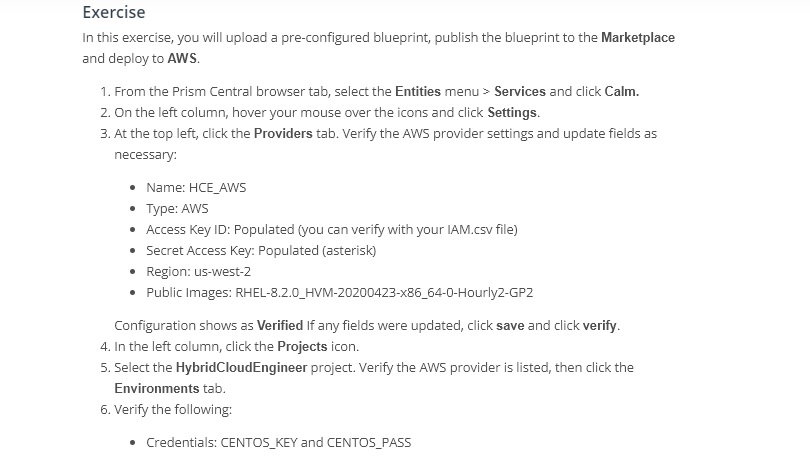 Exercise
In this exercise, you will upload a pre-configured blueprint, publish the blueprint to the Marketplace
and deploy to AWS.
1. From the Prism Central browser tab, select the Entities menu > Services and click Calm.
2. On the left column, hover your mouse over the icons and click Settings.
3. At the top left, click the Providers tab. Verify the AWS provider settings and update fields as
necessary:
• Name: HCE_AWS
• Type: AWS
• Access Key ID: Populated (you can verify with your IAM.csv file)
• Secret Access Key: Populated (asterisk)
• Region: us-west-2
• Public Images: RHEL-8.2.0_HVM-20200423-x86_64-0-Hourly2-GP2
Configuration shows as Verified If any fields were updated, click save and click verify.
4. In the left column, click the Projects icon.
5. Select the HybridCloudEngineer project. Verify the AWS provider is listed, then click the
Environments tab.
6. Verify the following:
• Credentials: CENTOS_KEY and CENTOS_PASS